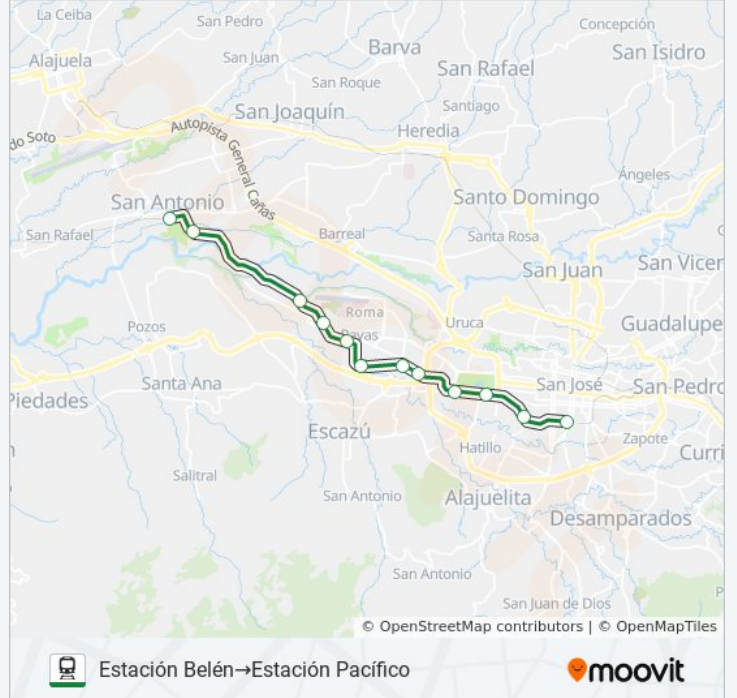 La Ceiba
San Pedro
Concepción
Alajuela
San Juan
Barva
San Isidro
San Rafael
San Roque
San Joaquín
Santiago
do Soto
Autopista General Cañas
Heredia
Ángeles
San Antonio
Santo Domingo
San Rafael
Barreal
Santa Rosa
San Juan
San Vicer
Roma
Pavas
Pozos
Uruca
Guadalupe
Santa Ana
San José
San Pedro
Piedades
Escazú
Hatillo
Zapote
Curri
Salitral
San Antonio
Alajuelita
Desamparados
San Antonio
San Juan de Dios
P
© OpenStreetMap contributors | © OpenMapTiles
Estación Belén→Estación Pacífico
moovit